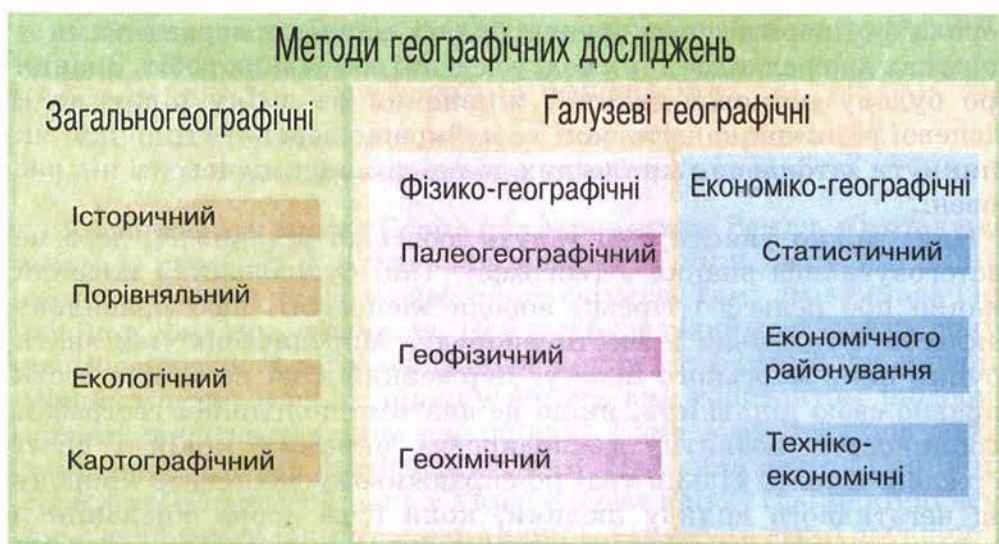 Методи географічних досліджень
Загальногеографічні
Галузеві географічні
Історичний
Порівняльний
Екологічний
Картографічний
Фізико-географічні
Палеогеографічний
Геофізичний
Геохімічний
Економіко-географічні
Статистичний
Економічного
районування
Техніко-
економічні